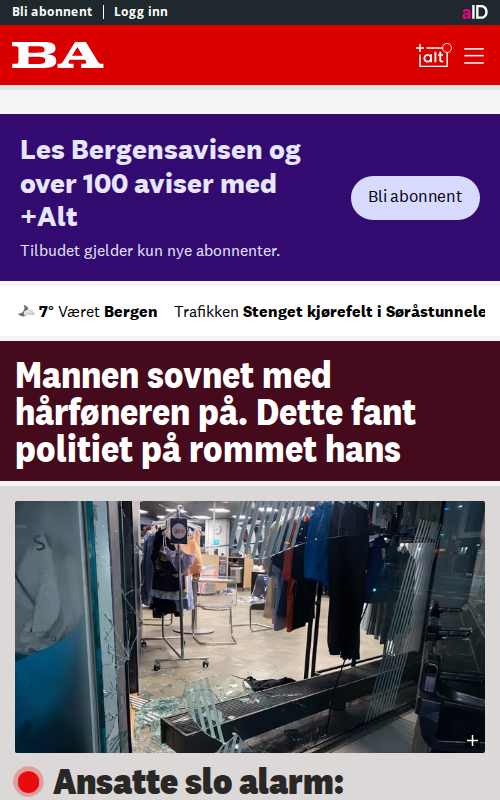 Bli abonnent | Logg inn
aID
BA
+alt
Les Bergensavisen og
over 100 aviser med
+Alt
Bli abonnent
Tilbudet gjelder kun nye abonnenter.
7° Været Bergen Trafikken Stenget kjørefelt i Søråstunnele
Mannen sovnet med
hårføneren på. Dette fant
politiet på rommet hans
Ansatte slo alarm: